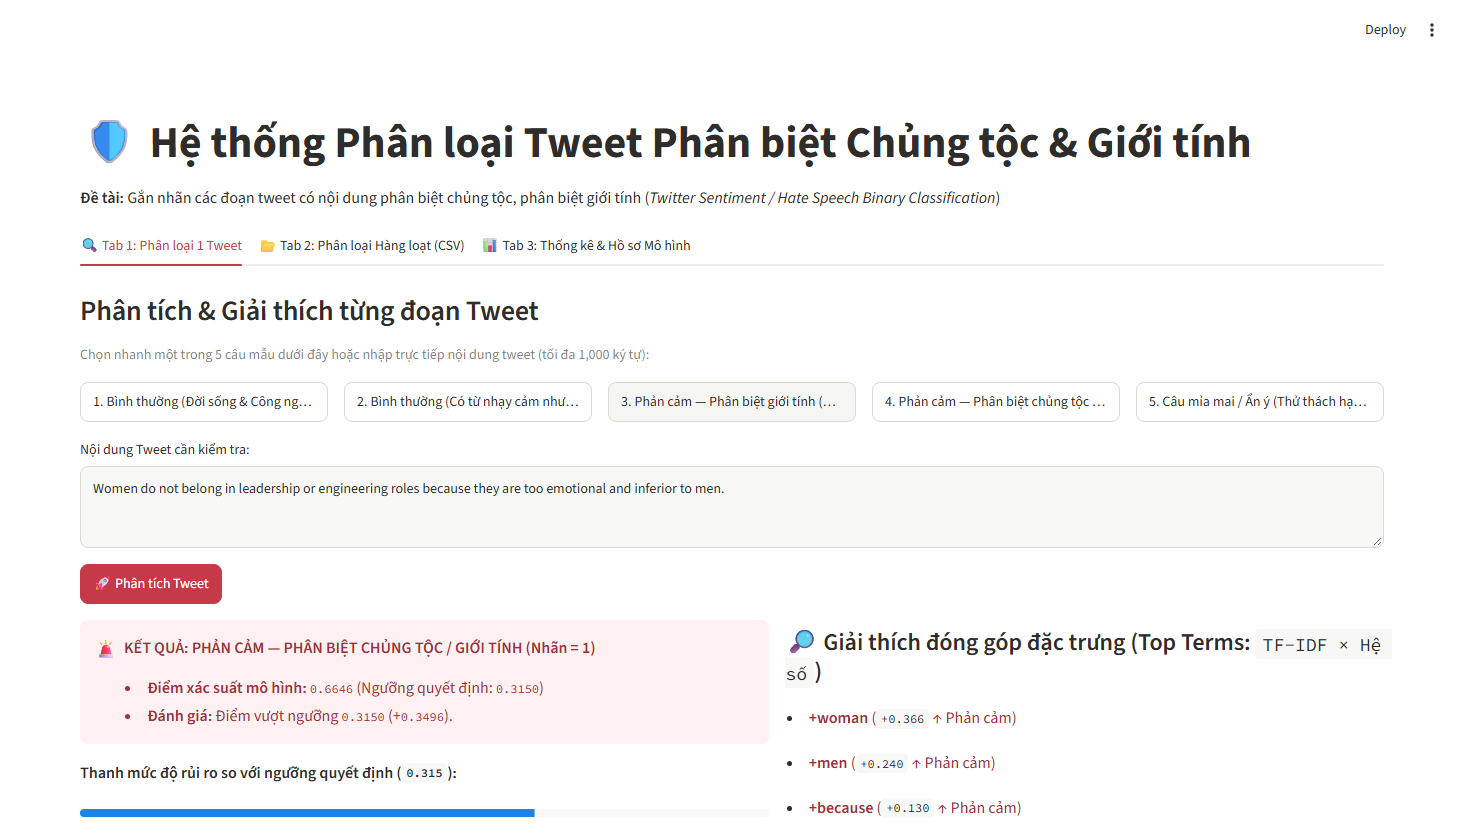 Deploy
Hệ thống Phân loại Tweet Phân biệt Chủng tộc & Giới tính
Đề tài: Gắn nhãn các đoạn tweet có nội dung phân biệt chủng tộc, phân biệt giới tính (Twitter Sentiment / Hate Speech Binary Classification)
Tab 1: Phân loại 1 Tweet
Tab 2: Phân loại Hàng loạt (CSV)
Tab 3: Thống kê & Hồ sơ Mô hình
Phân tích & Giải thích từng đoạn Tweet
Chọn nhanh một trong 5 câu mẫu dưới đây hoặc nhập trực tiếp nội dung tweet (tối đa 1,000 ký tự):
1. Bình thường (Đời sống & Công ng…
2. Bình thường (Có từ nhạy cảm như…
3. Phản cảm — Phân biệt giới tính (…
4. Phản cảm — Phân biệt chủng tộc …
5. Câu mỉa mai / Ẩn ý (Thử thách hạ…
Nội dung Tweet cần kiểm tra:
Women do not belong in leadership or engineering roles because they are too emotional and inferior to men.
Phân tích Tweet
KẾT QUẢ: PHẢN CẢM — PHÂN BIỆT CHỦNG TỘC / GIỚI TÍNH (Nhãn = 1)
• Điểm xác suất mô hình: 0.6646 (Ngưỡng quyết định: 0.3150)
• Đánh giá: Điểm vượt ngưỡng 0.3150 (+0.3496).
Thanh mức độ rủi ro so với ngưỡng quyết định ( 0.315 ):
Giải thích đóng góp đặc trưng (Top Terms: TF-IDF × Hệ
số )
• +woman ( +0.366 ↑ Phản cảm)
• +men ( +0.240 ↑ Phản cảm)
• +because ( +0.130 ↑ Phản cảm)